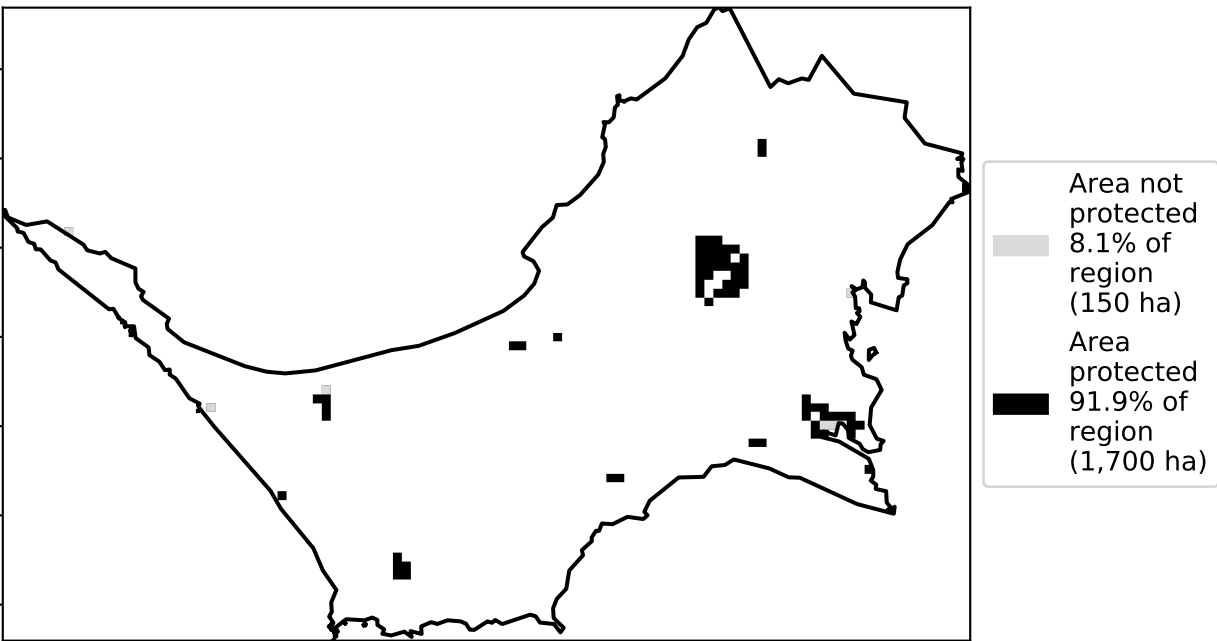 Area not
protected
8.1% of
region
(150 ha)
Area
protected
91.9% of
region
(1,700 ha)